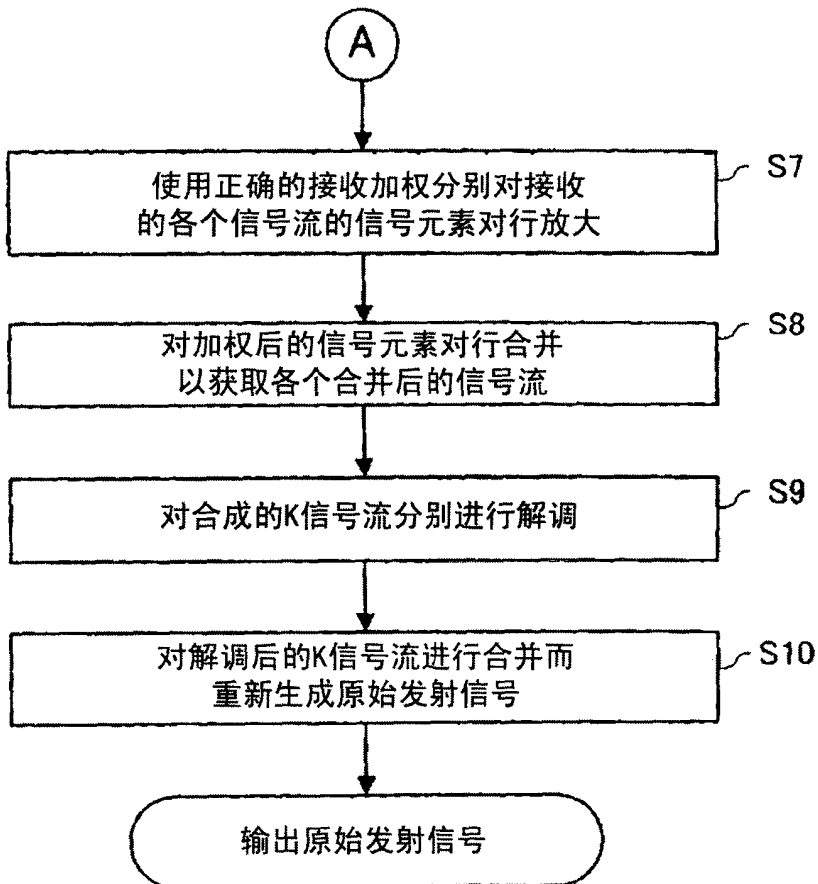 A
使用正确的接收加权分别对接收
的各个信号流的信号元素对行放大
S7
对加权后的信号元素对行合并
以获取各个合并后的信号流
S8
对合成的K信号流分别进行解调
S9
对解调后的K信号流进行合并而
重新生成原始发射信号
S10
输出原始发射信号